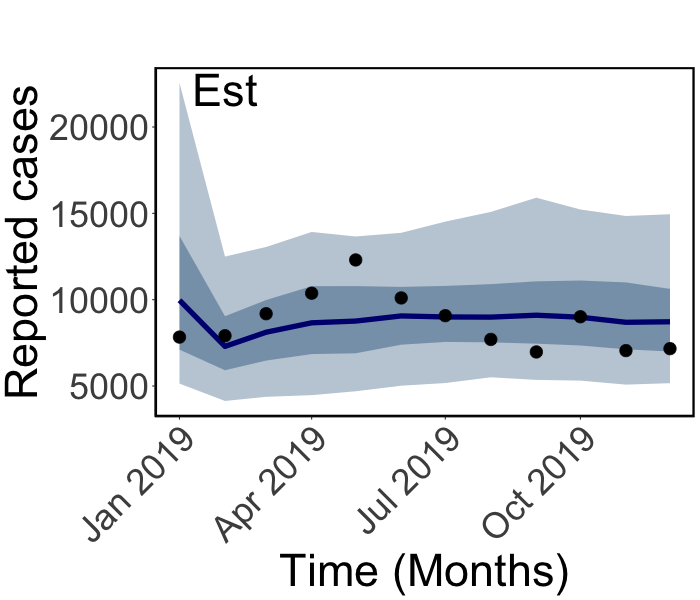 Est
Reported cases
20000
15000
10000
5000
Jan 2019
Apr 2019
Jul 2019
Oct 2019
Time (Months)